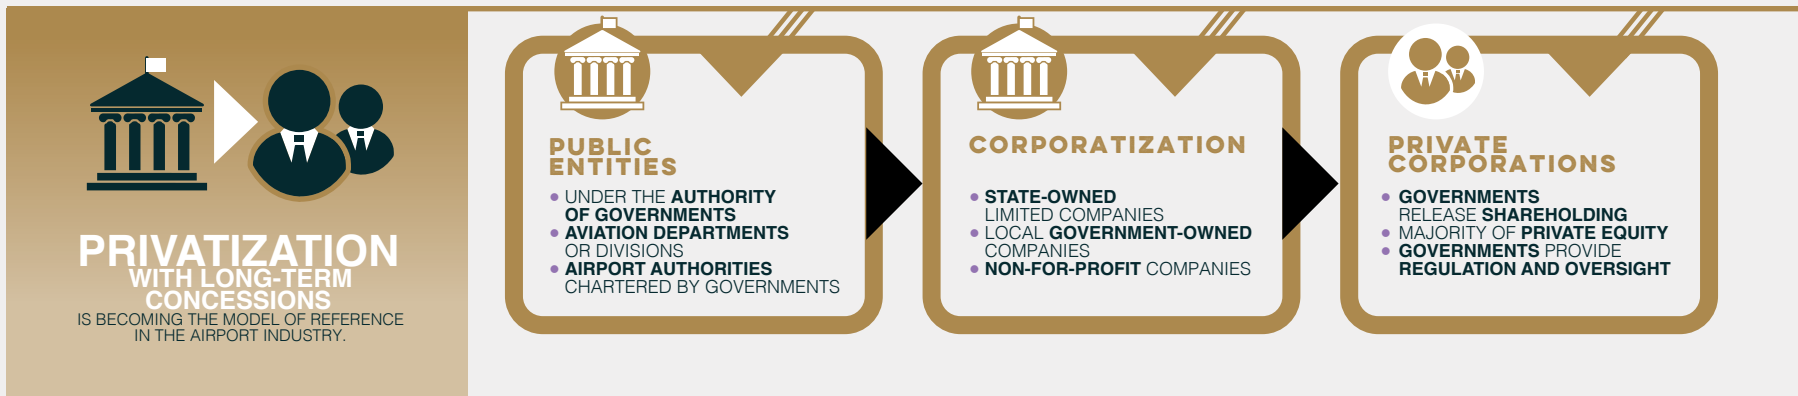 PRIVATIZATION
WITH LONG-TERM
CONCESSIONS
IS BECOMING THE MODEL OF REFERENCE
IN THE AIRPORT INDUSTRY.
PUBLIC
ENTITIES
• UNDER THE AUTHORITY
OF GOVERNMENTS
• AVIATION DEPARTMENTS
OR DIVISIONS
• AIRPORT AUTHORITIES
CHARTERED BY GOVERNMENTS
CORPORATIZATION
• STATE-OWNED
LIMITED COMPANIES
• LOCAL GOVERNMENT-OWNED
COMPANIES
• NON-FOR-PROFIT COMPANIES
PRIVATE
CORPORATIONS
• GOVERNMENTS
RELEASE SHAREHOLDING
• MAJORITY OF PRIVATE EQUITY
• GOVERNMENTS PROVIDE
REGULATION AND OVERSIGHT